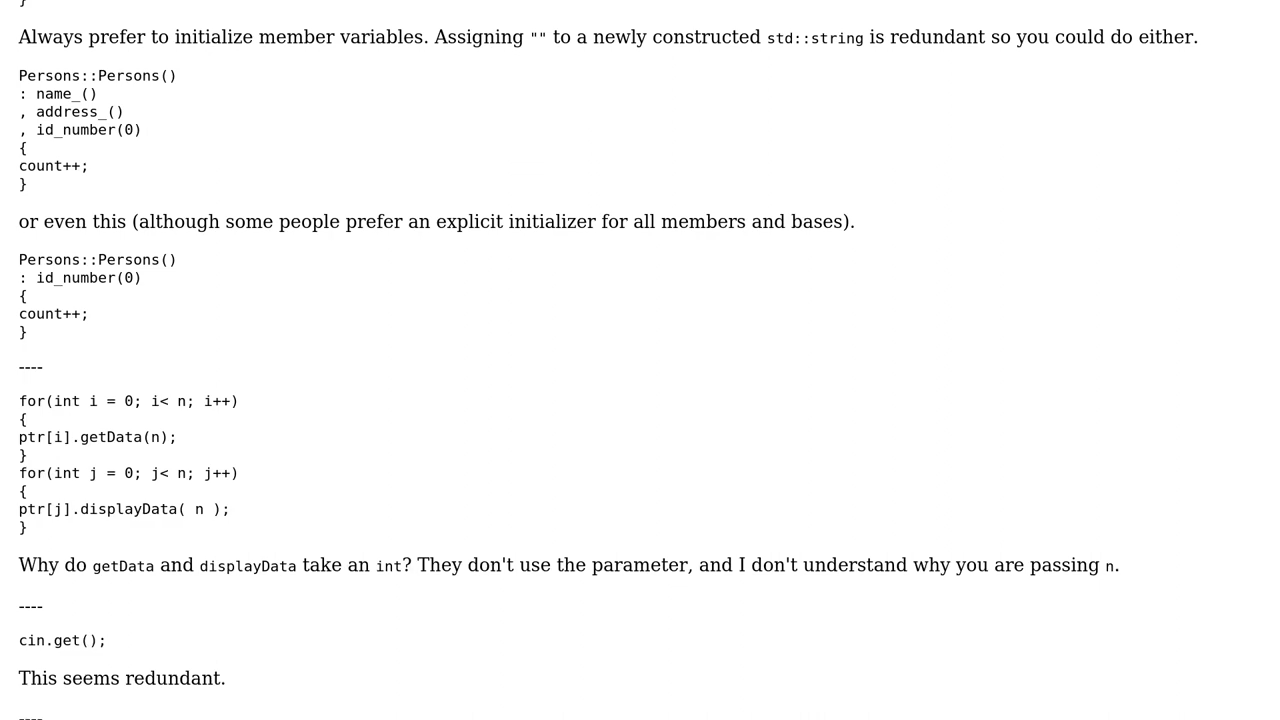 }
Always prefer to initialize member variables. Assigning "" to a newly constructed std::string is redundant so you could do either.
Persons::Persons()
: name_()
, address_()
, id_number(0)
{
count++;
}
or even this (although some people prefer an explicit initializer for all members and bases).
Persons::Persons()
: id_number(0)
{
count++;
}
----
for(int i = 0; i< n; i++)
{
ptr[i].getData(n);
}
for(int j = 0; j< n; j++)
{
ptr[j].displayData( n );
}
Why do getData and displayData take an int? They don't use the parameter, and I don't understand why you are passing n.
----
cin.get();
This seems redundant.
----